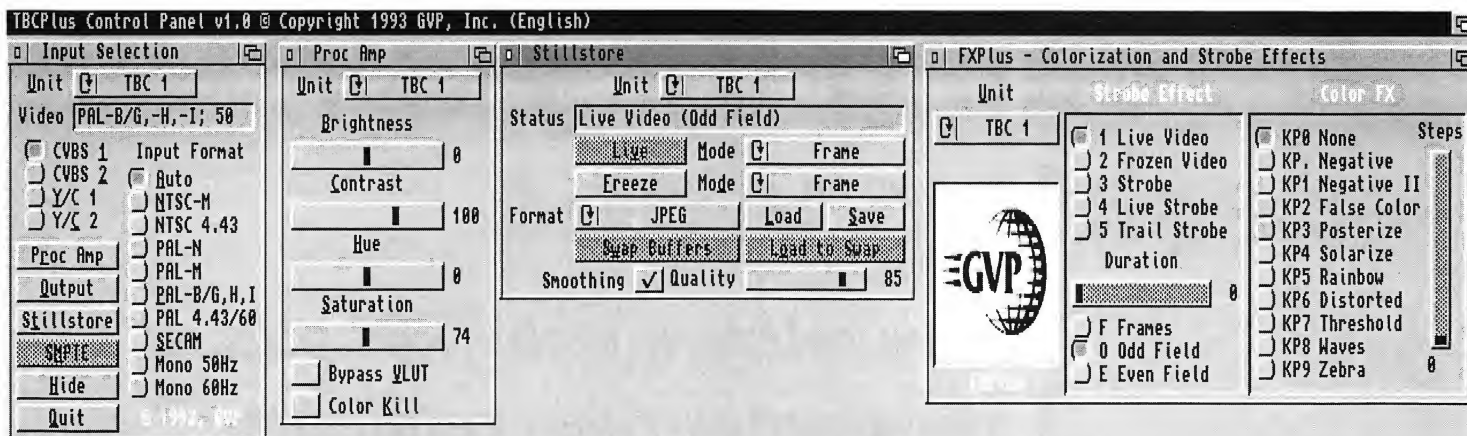 TBCPlus Control Panel v1.0 © Copyright 1993 GVP, Inc. (English)
Input Selection
Unit TBC 1
Video PAL-B/G,-H,-I; 50
CVBS 1
CVBS 2
Y/C 1
Y/C 2
Input Format
Auto
NTSC-M
NTSC 4.43
PAL-N
PAL-M
PAL-B/G,H,I
PAL 4.43/60
SECAM
Mono 50Hz
Mono 60Hz
Proc Amp
Output
Stillstore
SMPTE
Hide
Quit
Proc Amp
Unit TBC 1
Brightness
0
Contrast
100
Hue
0
Saturation
74
Bypass VLUT
Color Kill
Stillstore
Unit TBC 1
Status Live Video (Odd Field)
Live Mode Frame
Freeze Mode Frame
Format JPEG Load Save
Swap Buffers Load to Swap
Smoothing Quality 85
FXPlus - Colorization and Strobe Effects
Unit
TBC 1
GVP
Strobe Effect
1 Live Video
2 Frozen Video
3 Strobe
4 Live Strobe
5 Trail Strobe
Duration
0
F Frames
O Odd Field
E Even Field
Color FX
KP0 None
KP. Negative
KP1 Negative II
KP2 False Color
KP3 Posterize
KP4 Solarize
KP5 Rainbow
KP6 Distorted
KP7 Threshold
KP8 Waves
KP9 Zebra
Steps
0